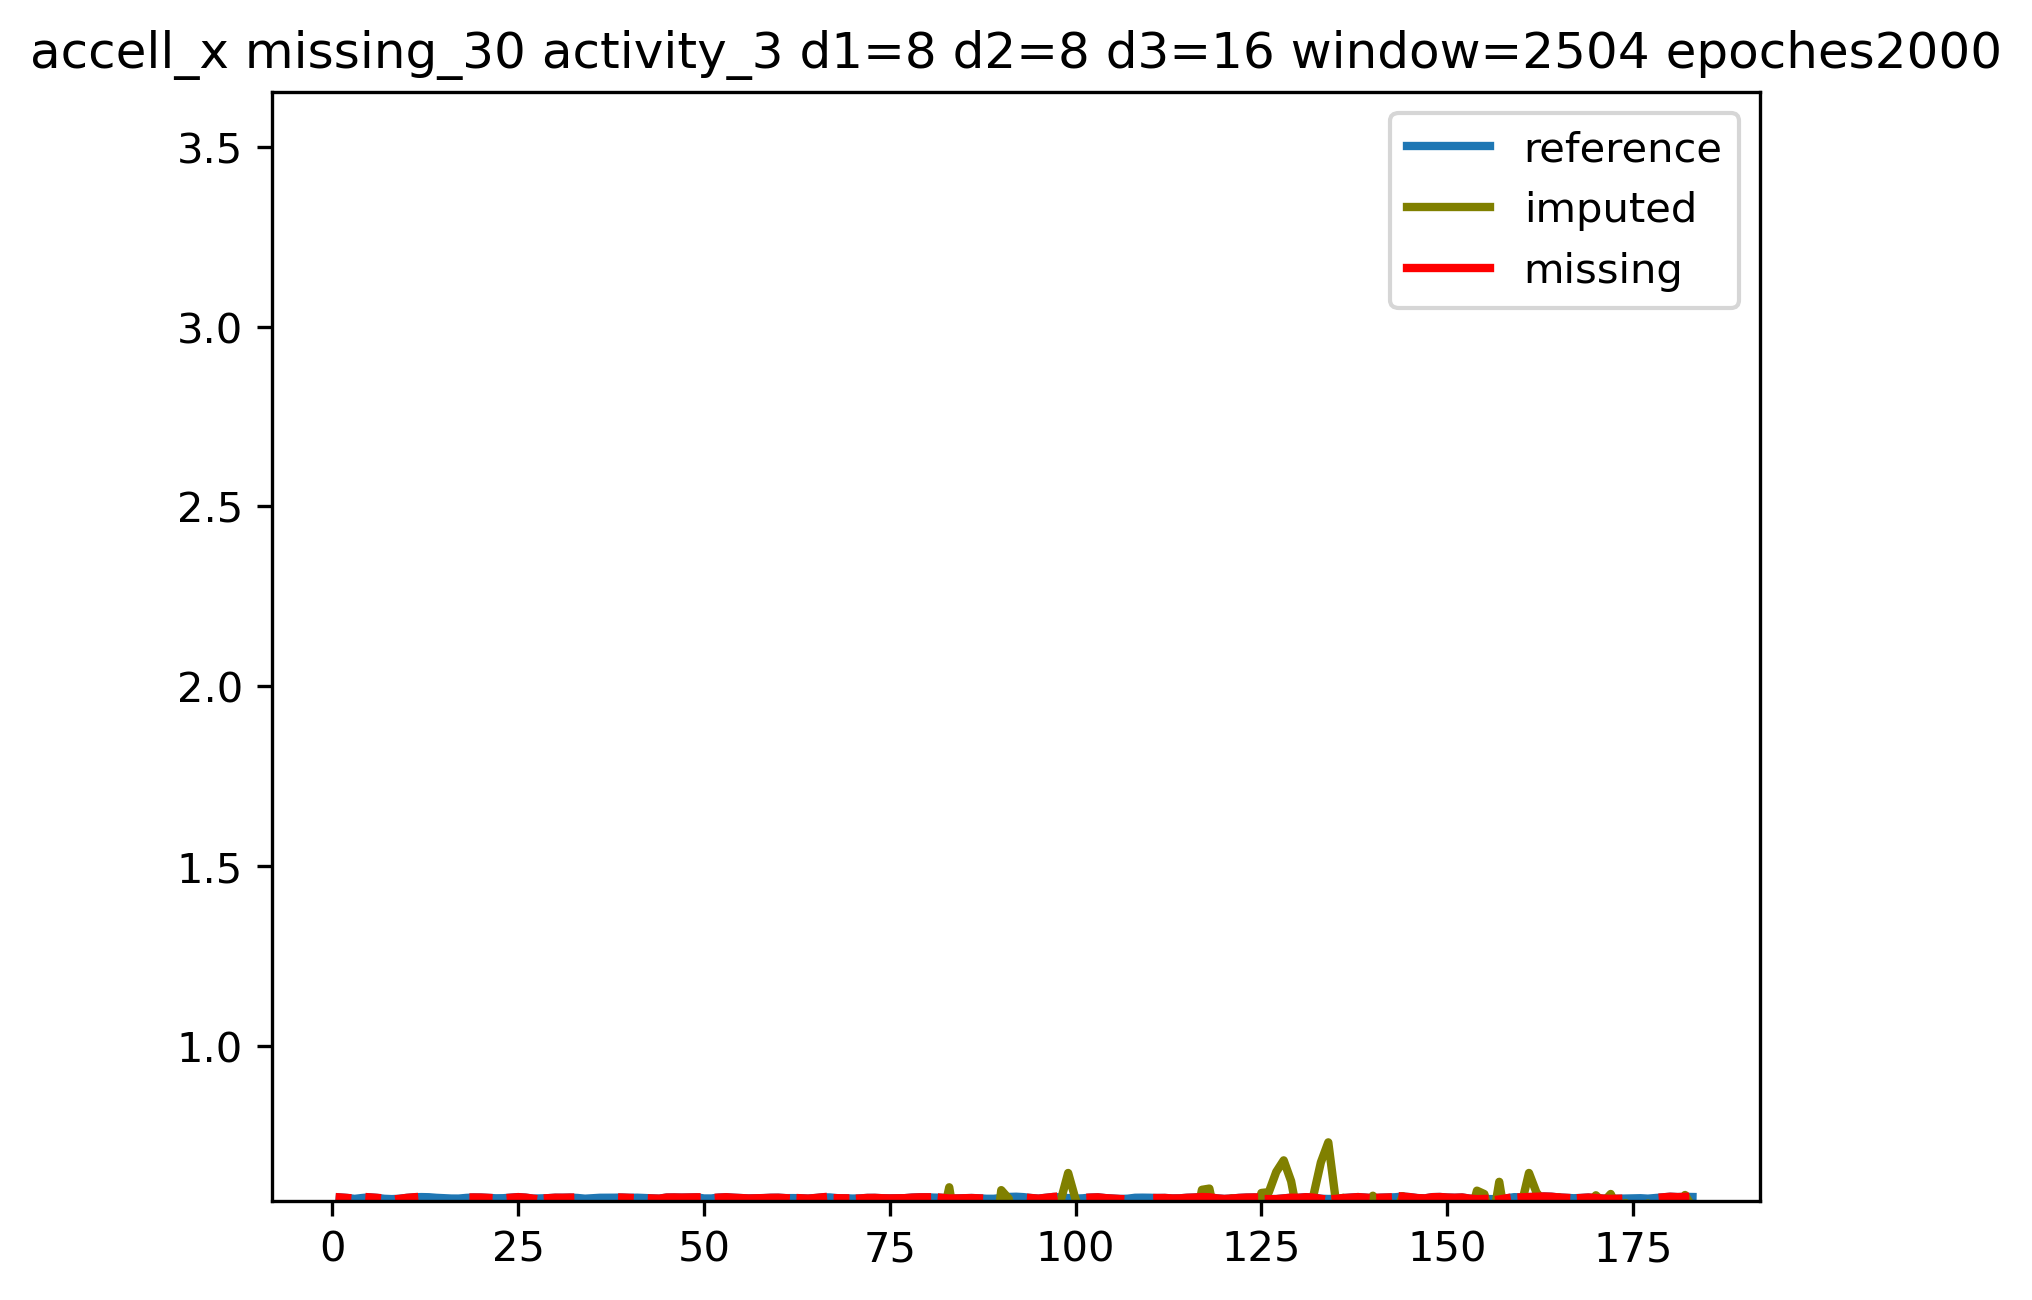 accell_x missing_30 activity_3 d1=8 d2=8 d3=16 window=2504 epoches2000
reference
imputed
missing
3.5
3.0
2.5
2.0
1.5
1.0
0 25 50 75 100 125 150 175